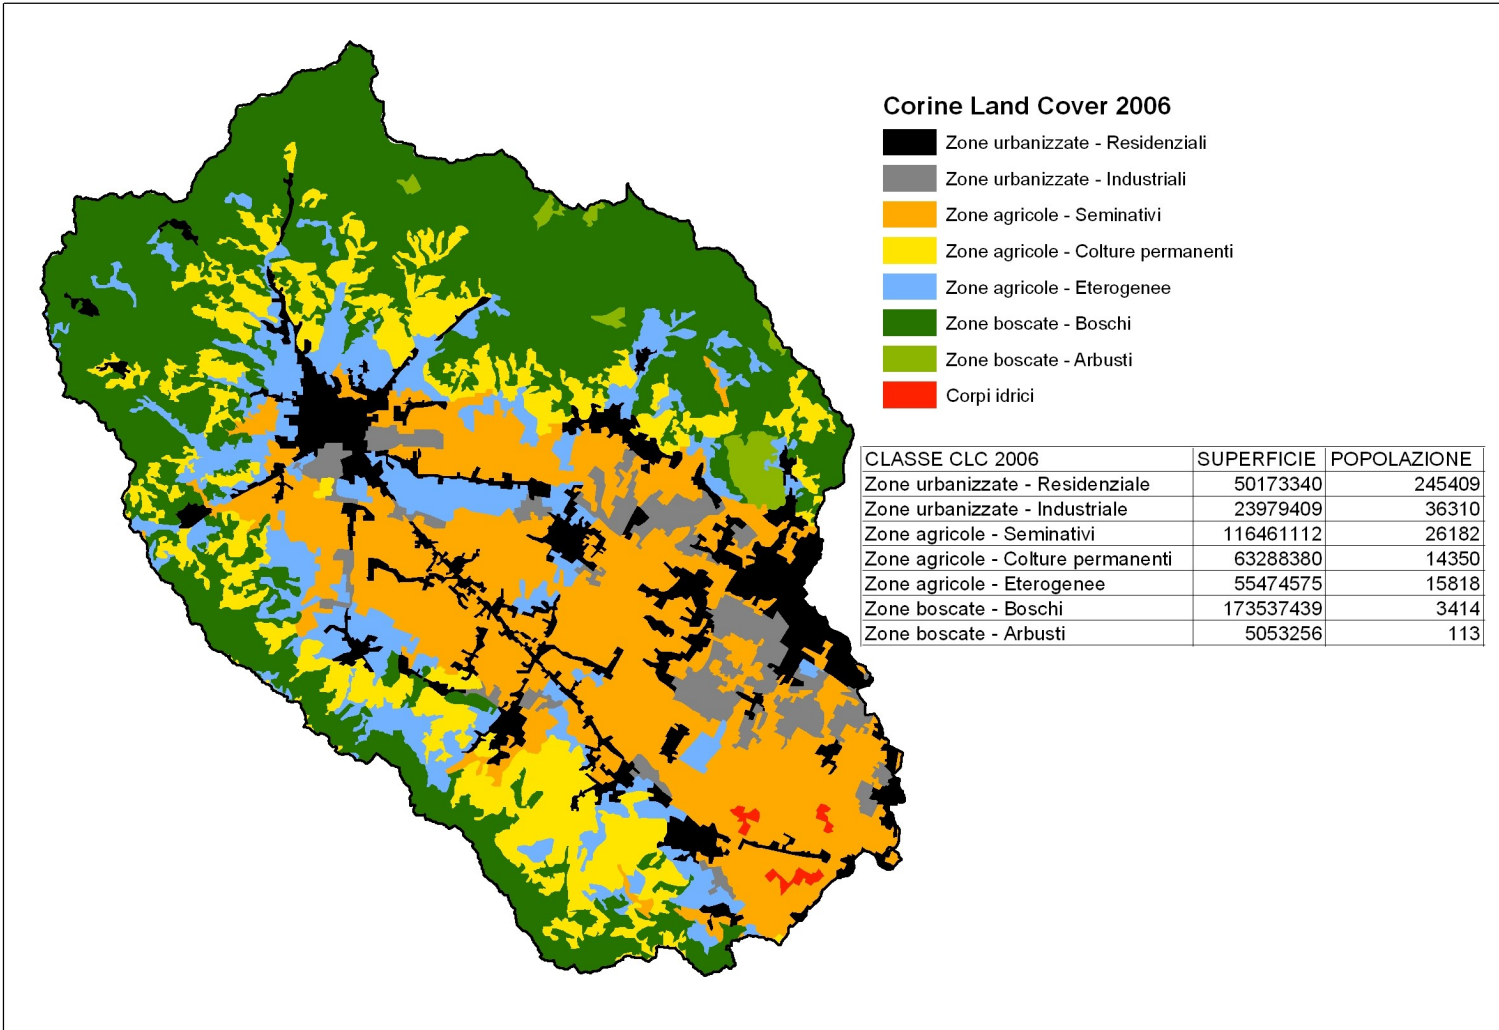 Corine Land Cover 2006
Zone urbanizzate - Residenziali
Zone urbanizzate - Industriali
Zone agricole - Seminativi
Zone agricole - Colture permanenti
Zone agricole - Eterogenee
Zone boscate - Boschi
Zone boscate - Arbusti
Corpi idrici
CLASSE CLC 2006 SUPERFICIE POPOLAZIONE
Zone urbanizzate - Residenziale 50173340 245409
Zone urbanizzate - Industriale 23979409 36310
Zone agricole - Seminativi 116461112 26182
Zone agricole - Colture permanenti 63288380 14350
Zone agricole - Eterogenee 55474575 15818
Zone boscate - Boschi 173537439 3414
Zone boscate - Arbusti 5053256 113